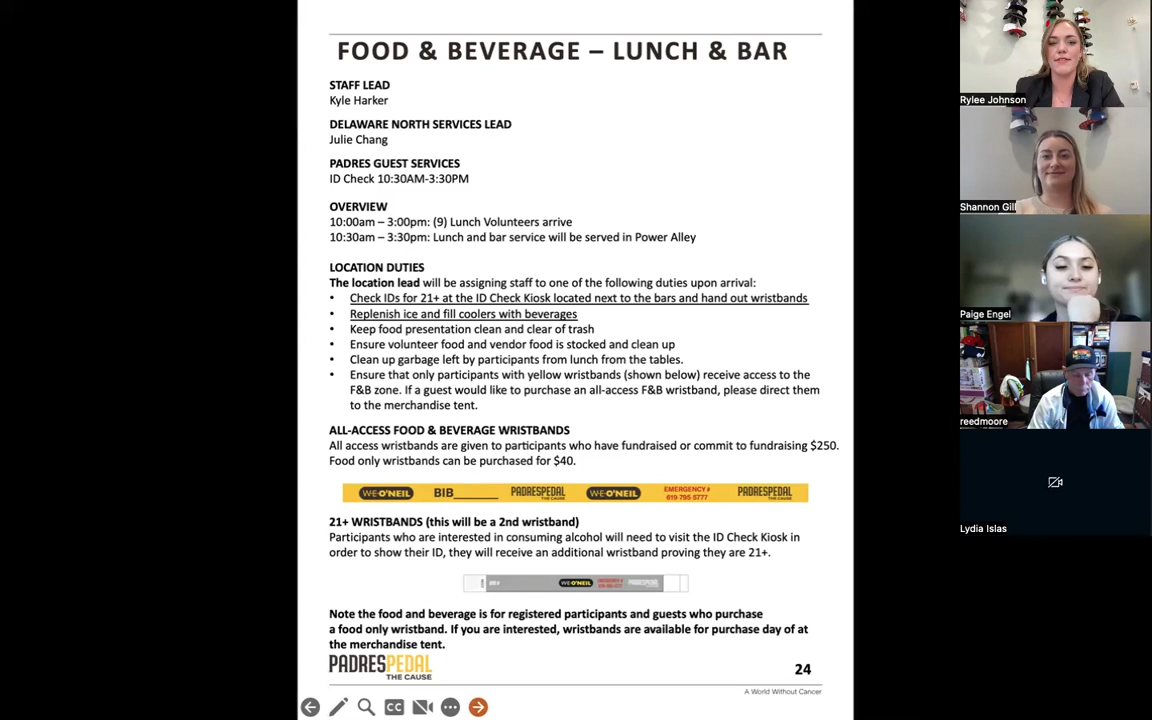 FOOD & BEVERAGE – LUNCH & BAR
STAFF LEAD
Kyle Harker
DELAWARE NORTH SERVICES LEAD
Julie Chang
PADRES GUEST SERVICES
ID Check 10:30AM-3:30PM
OVERVIEW
10:00am – 3:00pm: (9) Lunch Volunteers arrive
10:30am – 3:30pm: Lunch and bar service will be served in Power Alley
LOCATION DUTIES
The location lead will be assigning staff to one of the following duties upon arrival:
• Check IDs for 21+ at the ID Check Kiosk located next to the bars and hand out wristbands
• Replenish ice and fill coolers with beverages
• Keep food presentation clean and clear of trash
• Ensure volunteer food and vendor food is stocked and clean up
• Clean up garbage left by participants from lunch from the tables.
• Ensure that only participants with yellow wristbands (shown below) receive access to the
F&B zone. If a guest would like to purchase an all-access F&B wristband, please direct them
to the merchandise tent.
ALL-ACCESS FOOD & BEVERAGE WRISTBANDS
All access wristbands are given to participants who have fundraised or commit to fundraising $250.
Food only wristbands can be purchased for $40.
WE-O'NEIL BIB_______ PADRESPEDAL THE CAUSE WE-O'NEIL EMERGENCY# 619-795-5777 PADRESPEDAL THE CAUSE
21+ WRISTBANDS (this will be a 2nd wristband)
Participants who are interested in consuming alcohol will need to visit the ID Check Kiosk in
order to show their ID, they will receive an additional wristband proving they are 21+.
WE-O'NEIL PADRESPEDAL
Note the food and beverage is for registered participants and guests who purchase
a food only wristband. If you are interested, wristbands are available for purchase day of at
the merchandise tent.
PADRESPEDAL
THE CAUSE
24
A World Without Cancer
CC
Rylee Johnson
Shannon Gill
Paige Engel
reedmoore
Lydia Islas